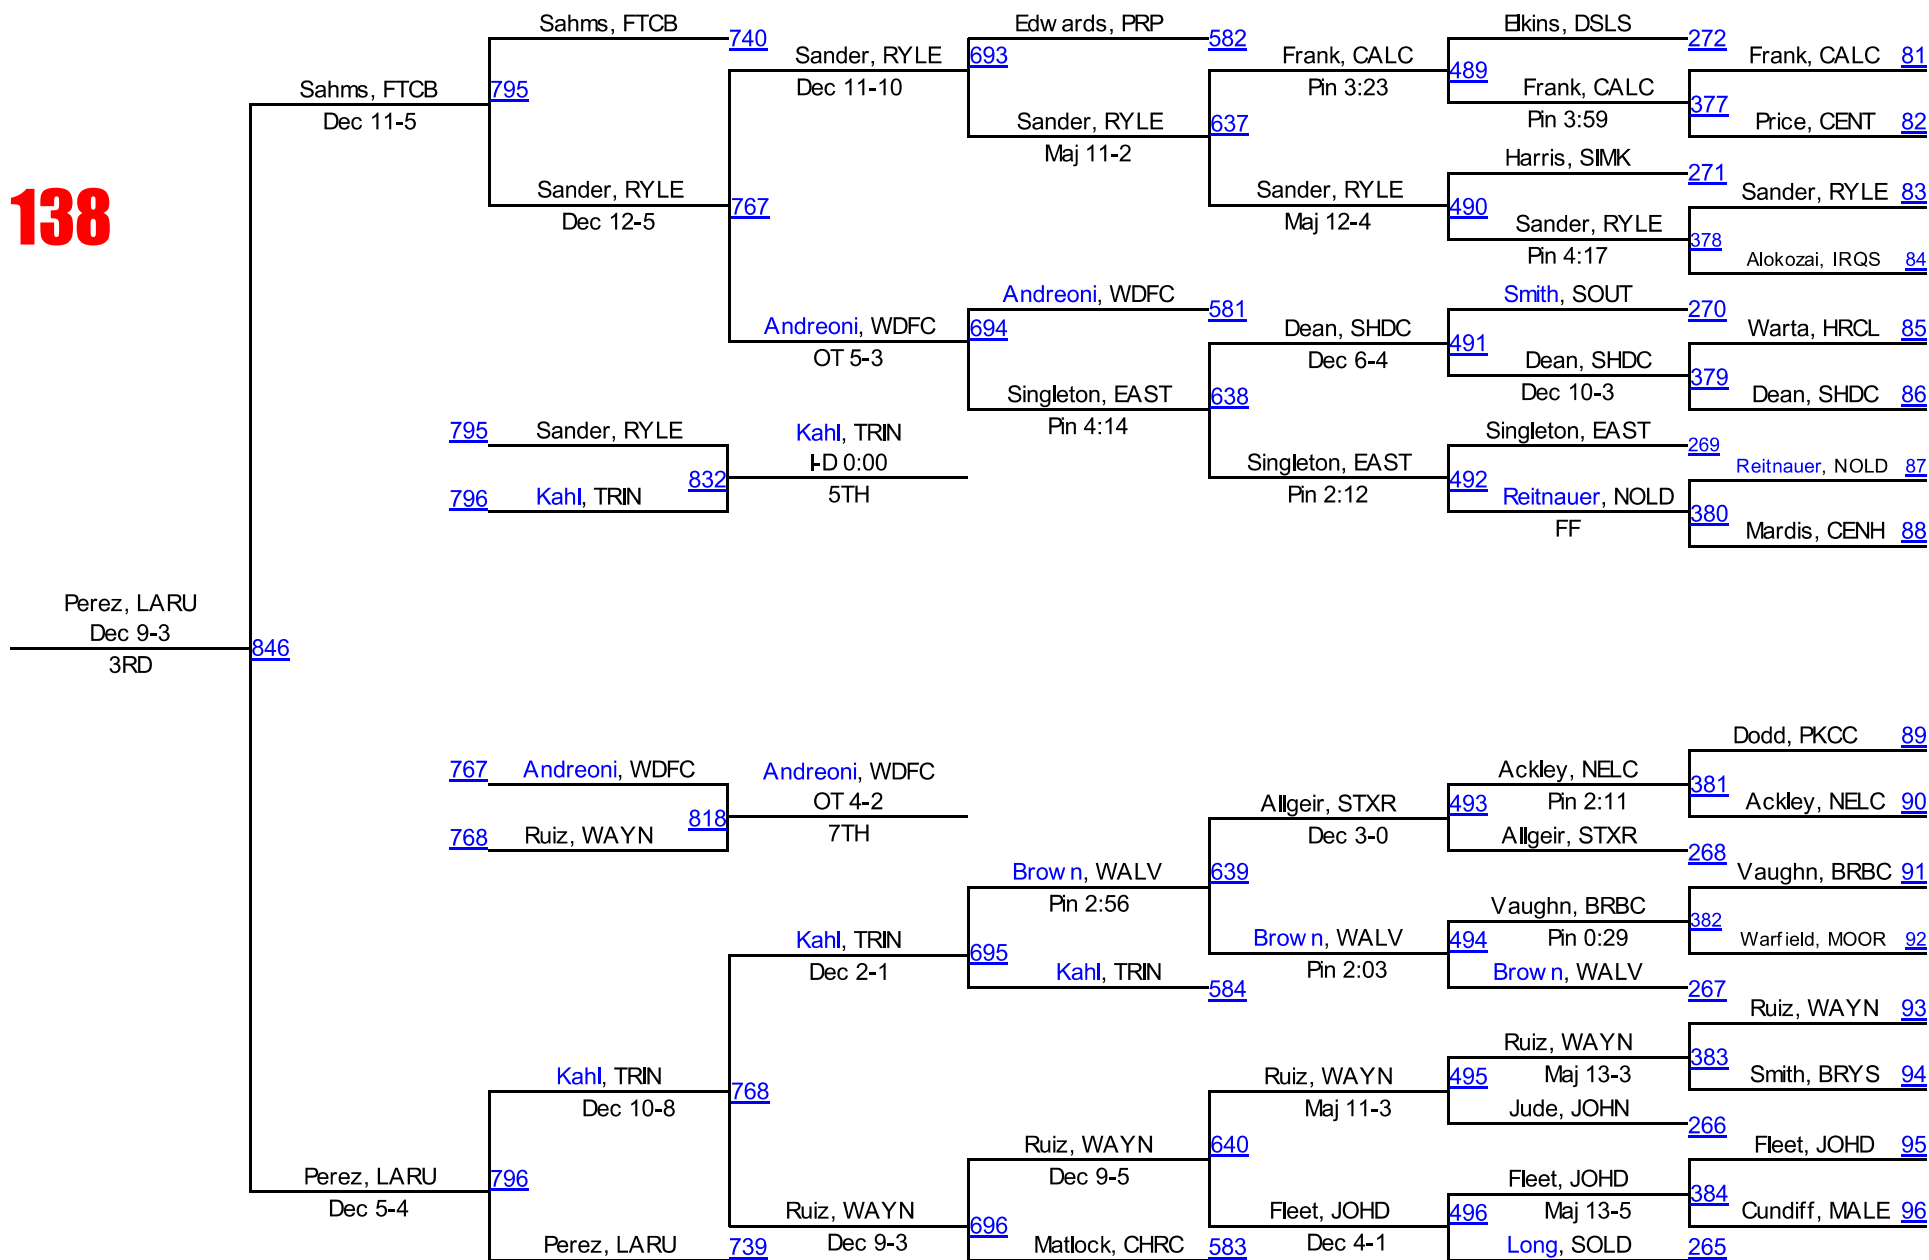 138
Sahms, FTCB
740
Edwards, PRP
582
Elkins, DSLS
272
Frank, CALC 81
Sander, RYLE
693
Dec 11-10
Frank, CALC
489
Pin 3:23
Frank, CALC
377
Pin 3:59
Price, CENT 82
Sahms, FTCB
795
Dec 11-5
Sander, RYLE
637
Maj 11-2
Harris, SIMK
271
Sander, RYLE 83
Sander, RYLE
767
Dec 12-5
Sander, RYLE
490
Maj 12-4
Sander, RYLE
378
Pin 4:17
Alokozai, IRQS 84
Andreoni, WDFC
581
Smith, SOUT
270
Warta, HRCL 85
Andreoni, WDFC
694
OT 5-3
Dean, SHDC
491
Dec 6-4
Dean, SHDC
379
Dec 10-3
Dean, SHDC 86
Singleton, EAST
638
Pin 4:14
795 Sander, RYLE
Kahl, TRIN
I-D 0:00
832
5TH
796 Kahl, TRIN
Singleton, EAST
269
Reitnauer, NOLD 87
Singleton, EAST
492
Pin 2:12
Reitnauer, NOLD
380
FF
Mardis, CENH 88
Perez, LARU
Dec 9-3
846
3RD
Dodd, PKCC 89
767 Andreoni, WDFC
Andreoni, WDFC
OT 4-2
818
7TH
768 Ruiz, WAYN
Ackley, NELC
381
Pin 2:11
Ackley, NELC 90
Allgeir, STXR
493
Dec 3-0
Allgeir, STXR
268
Brown, WALV
639
Pin 2:56
Vaughn, BRBC 91
Vaughn, BRBC
382
Pin 0:29
Warfield, MOOR 92
Kahl, TRIN
695
Dec 2-1
Brown, WALV
494
Pin 2:03
Brown, WALV
267
Kahl, TRIN
584
Ruiz, WAYN 93
Ruiz, WAYN
383
Maj 13-3
Smith, BRYS 94
Kahl, TRIN
768
Dec 10-8
Ruiz, WAYN
495
Maj 11-3
Jude, JOHN
266
Ruiz, WAYN
640
Dec 9-5
Fleet, JOHD 95
Perez, LARU
796
Dec 5-4
Fleet, JOHD
384
Maj 13-5
Cundiff, MALE 96
Ruiz, WAYN
696
Dec 9-3
Fleet, JOHD
496
Dec 4-1
Perez, LARU
739
Matlock, CHRC
583
Long, SOLD
265